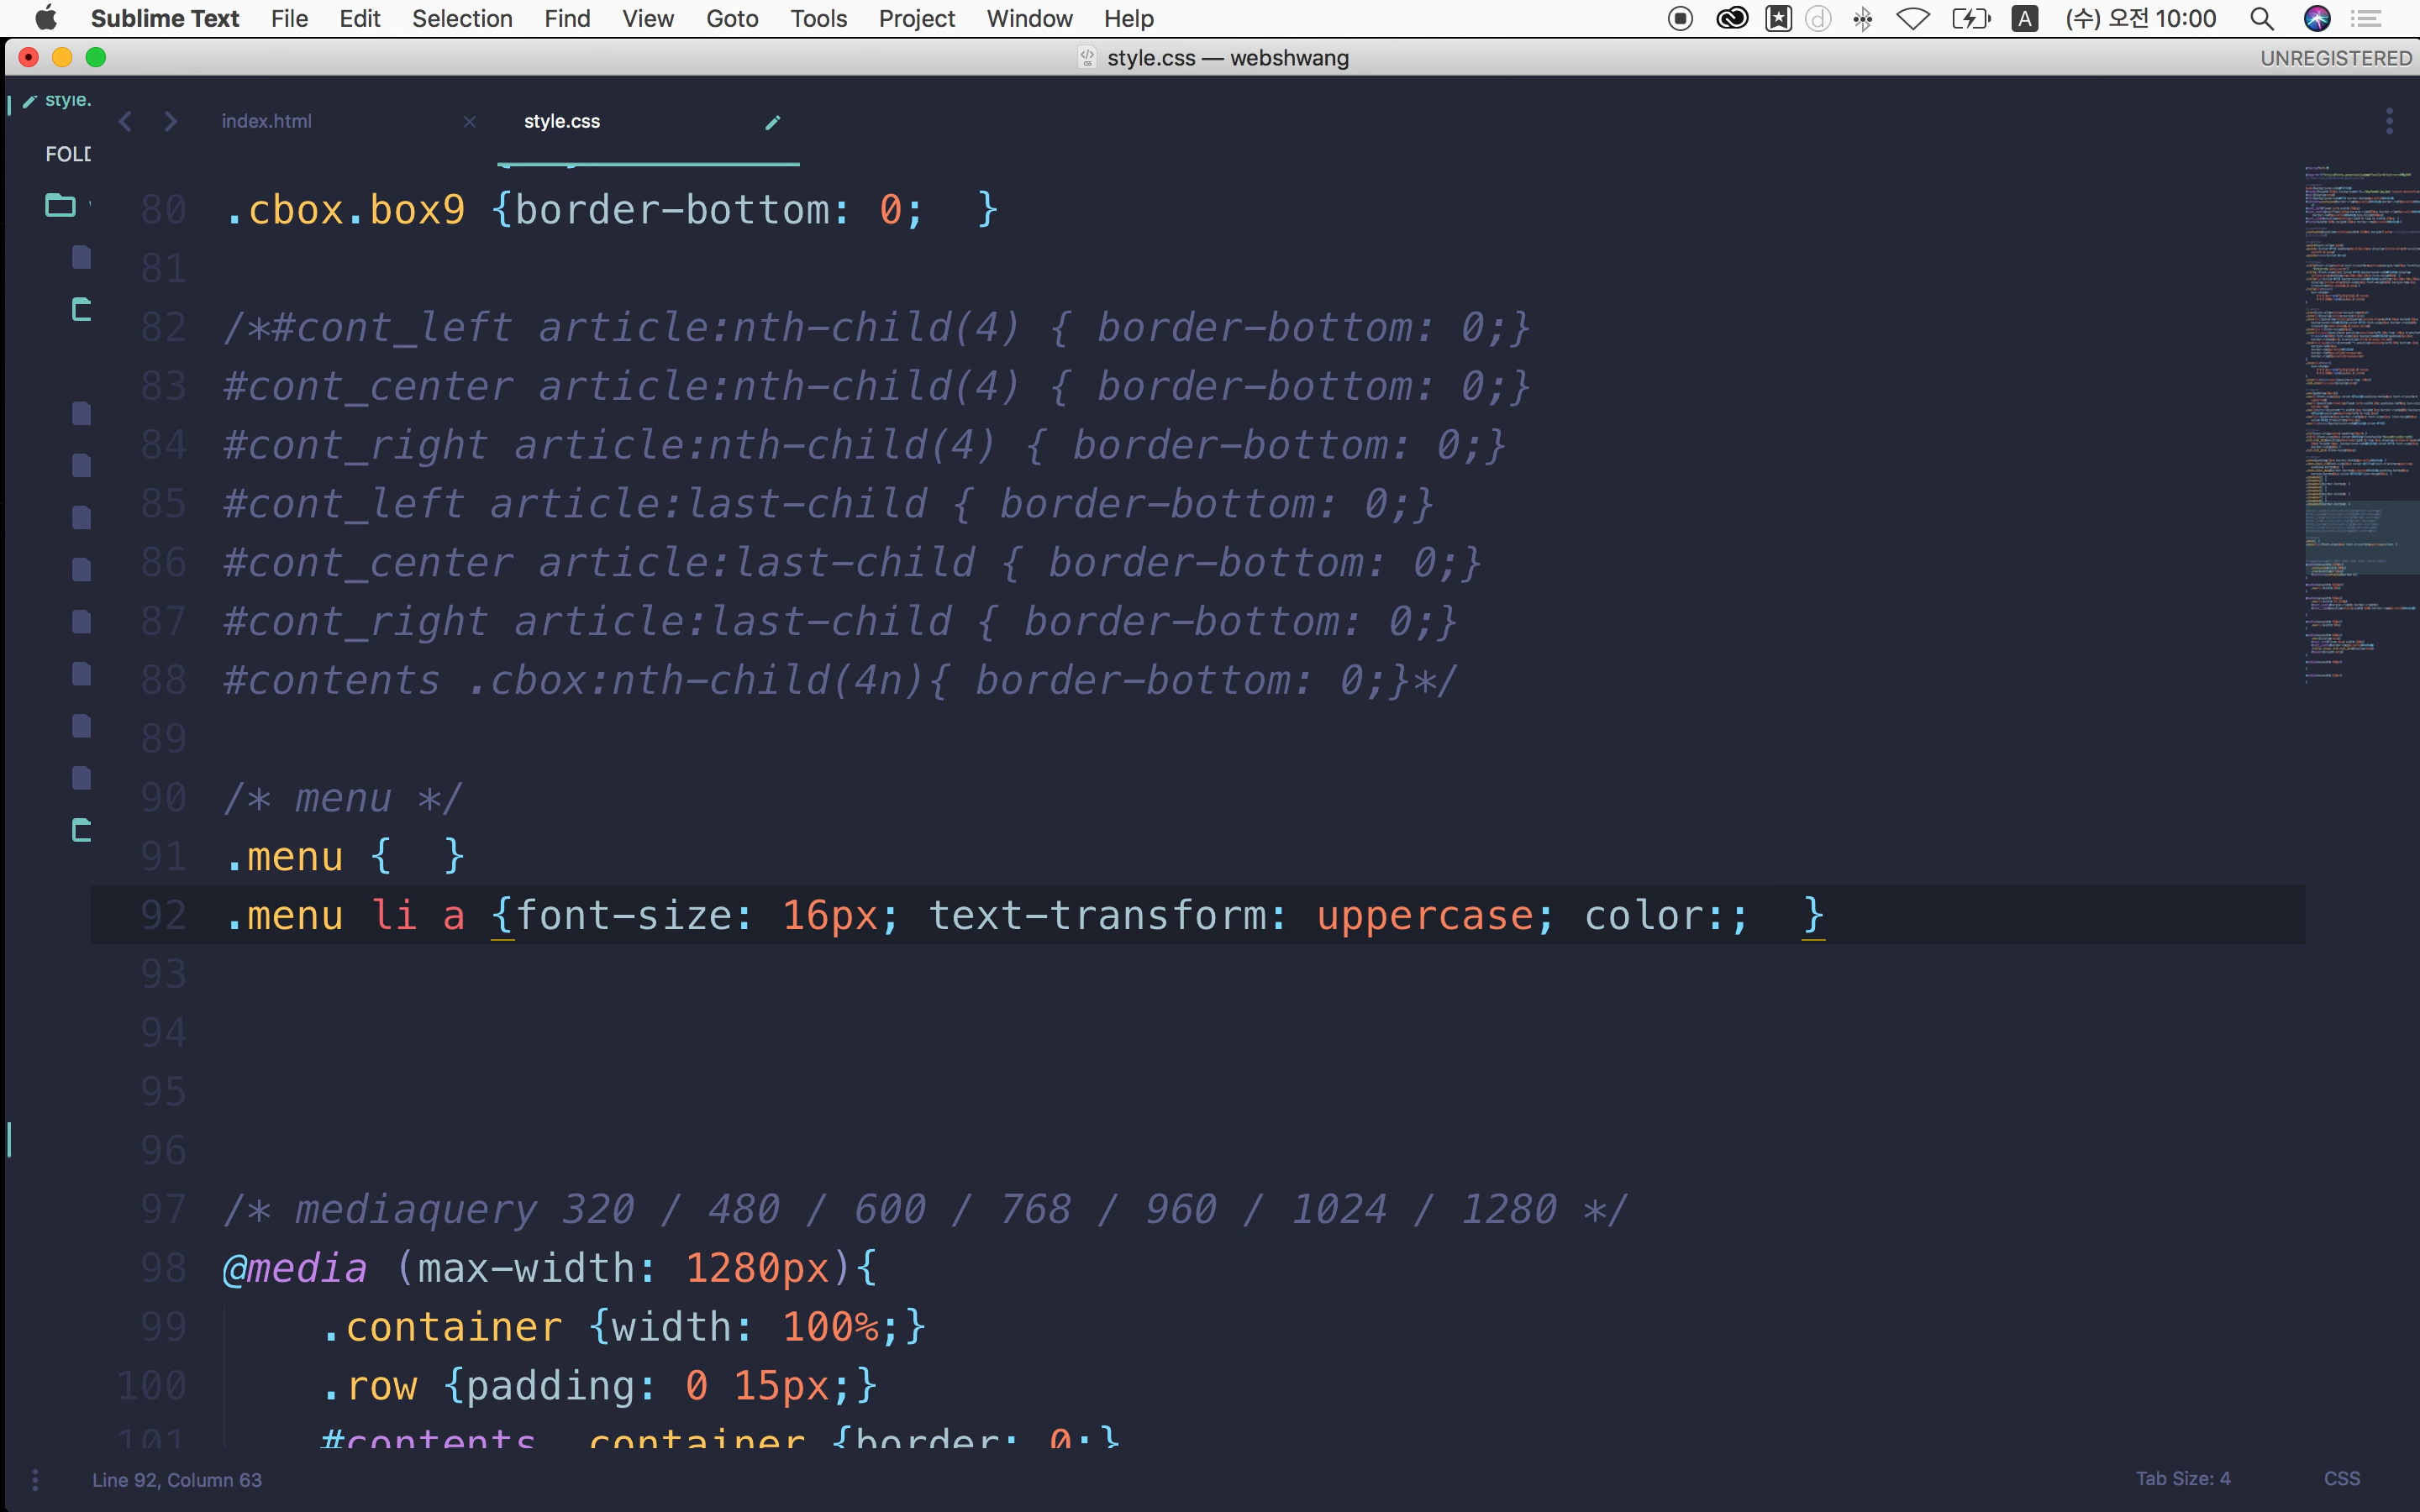 Sublime Text File Edit Selection Find View Goto Tools Project Window Help A (수) 오전 10:00
style.css — webshwang UNREGISTERED
style.
FOLD
index.html style.css
80 .cbox.box9 {border-bottom: 0;  }
81
82 /*#cont_left article:nth-child(4) { border-bottom: 0;}
83 #cont_center article:nth-child(4) { border-bottom: 0;}
84 #cont_right article:nth-child(4) { border-bottom: 0;}
85 #cont_left article:last-child { border-bottom: 0;}
86 #cont_center article:last-child { border-bottom: 0;}
87 #cont_right article:last-child { border-bottom: 0;}
88 #contents .cbox:nth-child(4n){ border-bottom: 0;}*/
89
90 /* menu */
91 .menu {  }
92 .menu li a {font-size: 16px; text-transform: uppercase; color:;  }
93
94
95
96
97 /* mediaquery 320 / 480 / 600 / 768 / 960 / 1024 / 1280 */
98 @media (max-width: 1280px){
99     .container {width: 100%;}
100     .row {padding: 0 15px;}
101     #contents .container {border: 0;}
Line 92, Column 63 Tab Size: 4 CSS